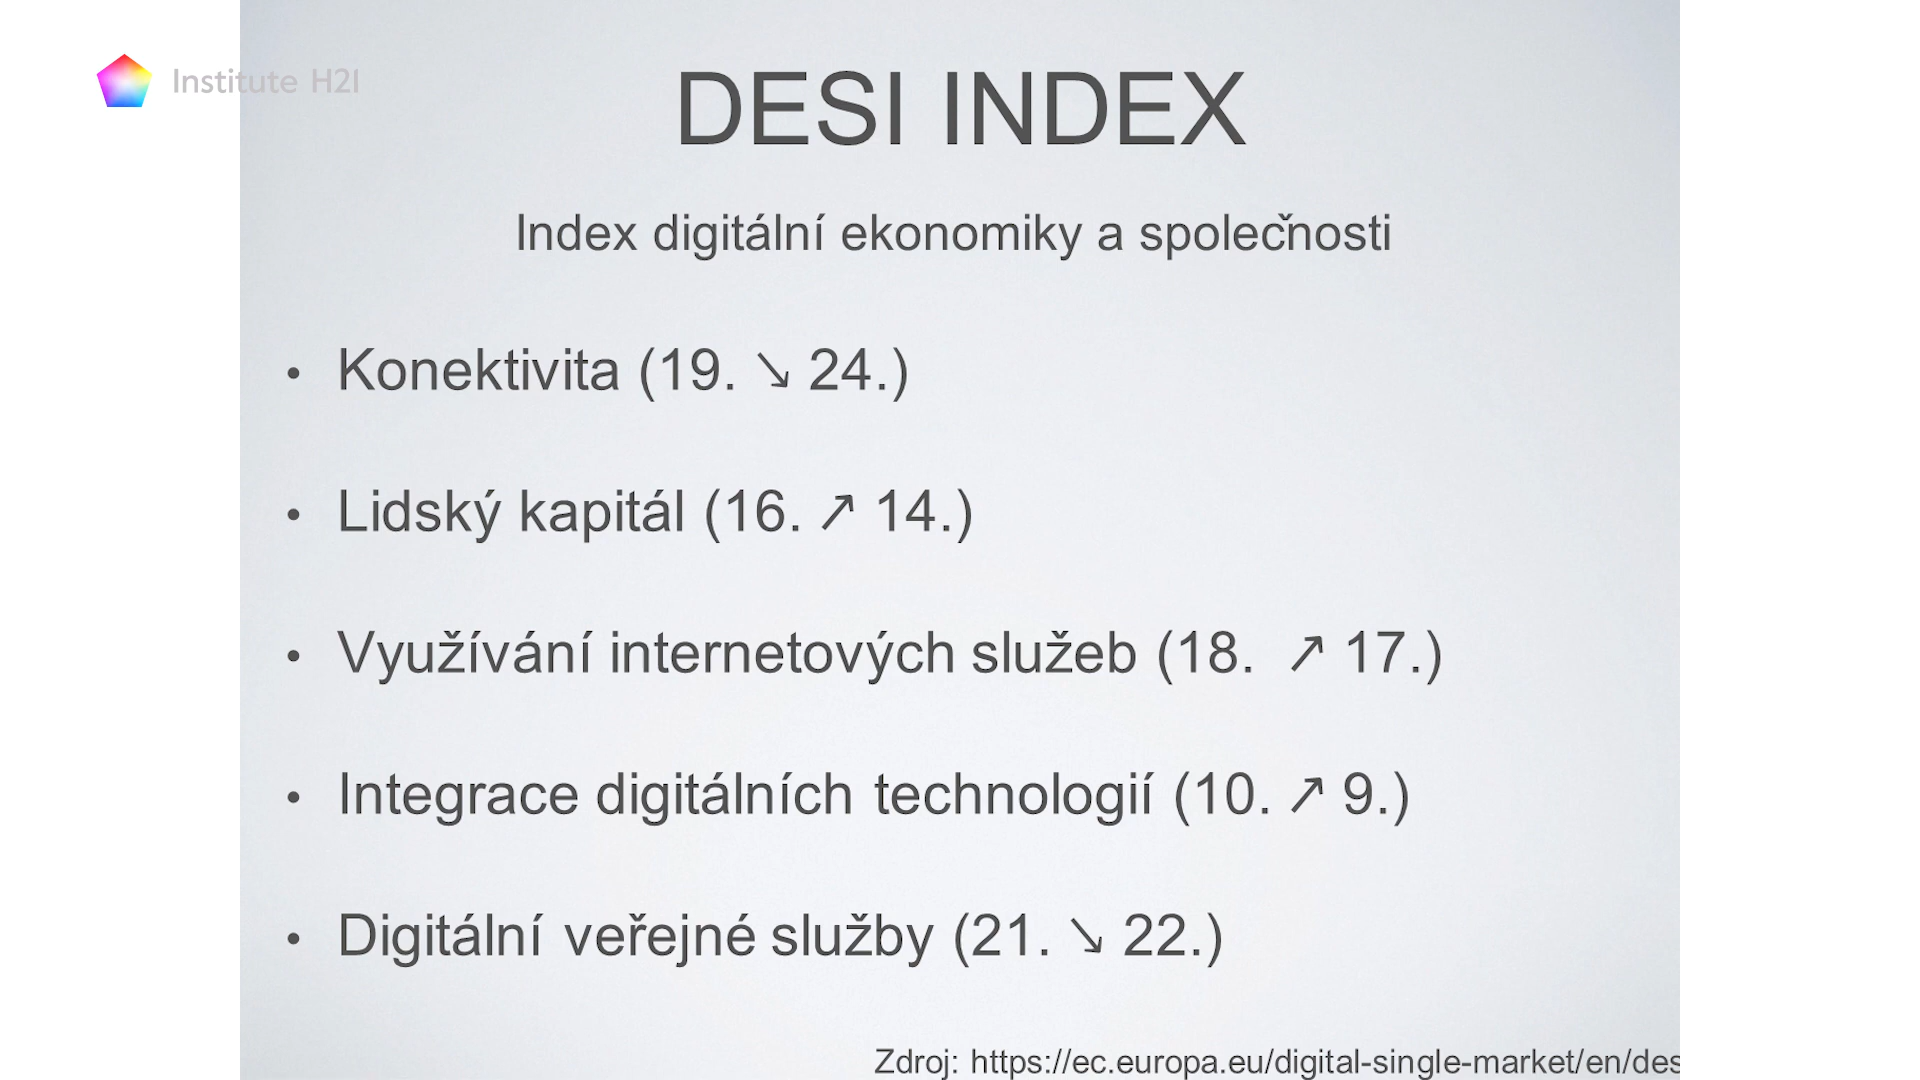 Institute H2I
DESI INDEX
Index digitální ekonomiky a společnosti
• Konektivita (19. ↘ 24.)
• Lidský kapitál (16. ↗ 14.)
• Využívání internetových služeb (18. ↗ 17.)
• Integrace digitálních technologií (10. ↗ 9.)
• Digitální veřejné služby (21. ↘ 22.)
Zdroj: https://ec.europa.eu/digital-single-market/en/des